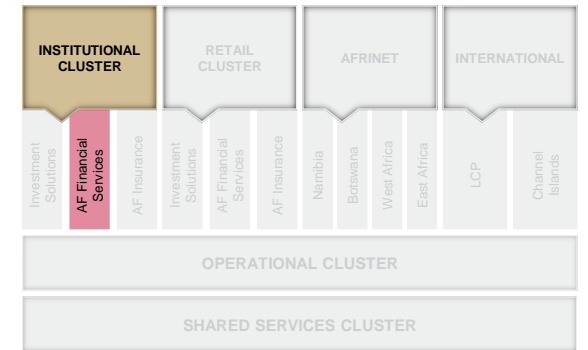 INSTITUTIONAL
CLUSTER
RETAIL
CLUSTER
AFRINET
INTERNATIONAL
Investment
Solutions
AF Financial
Services
AF Insurance
Investment
Solutions
AF Financial
Services
AF Insurance
Namibia
Botswana
West Africa
East Africa
LCP
Channel
Islands
OPERATIONAL CLUSTER
SHARED SERVICES CLUSTER